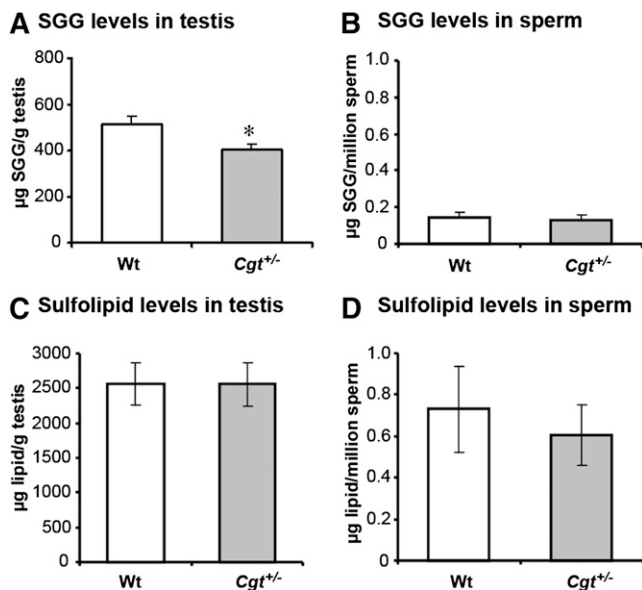 A SGG levels in testis
µg SGG/g testis
800
600
400
200
0
*
Wt
Cgt+/-
B SGG levels in sperm
µg SGG/million sperm
1.0
0.8
0.6
0.4
0.2
0
Wt
Cgt+/-
C Sulfolipid levels in testis
µg lipid/g testis
3000
2500
2000
1500
1000
500
0
Wt
Cgt+/-
D Sulfolipid levels in sperm
µg lipid/million sperm
1.0
0.8
0.6
0.4
0.2
0
Wt
Cgt+/-